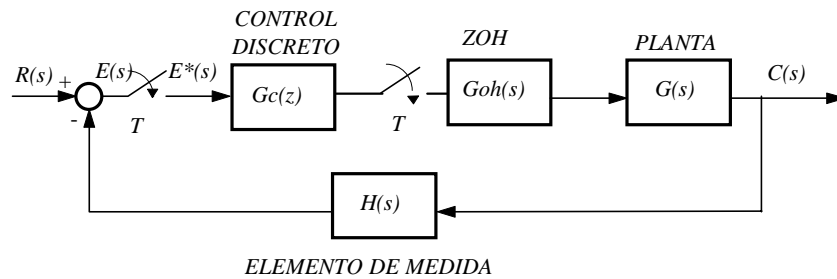 CONTROL
DISCRETO
ZOH
PLANTA
R(s)
+
E(s)
E*(s)
C(s)
Gc(z)
Goh(s)
G(s)
-
T
T
H(s)
ELEMENTO DE MEDIDA